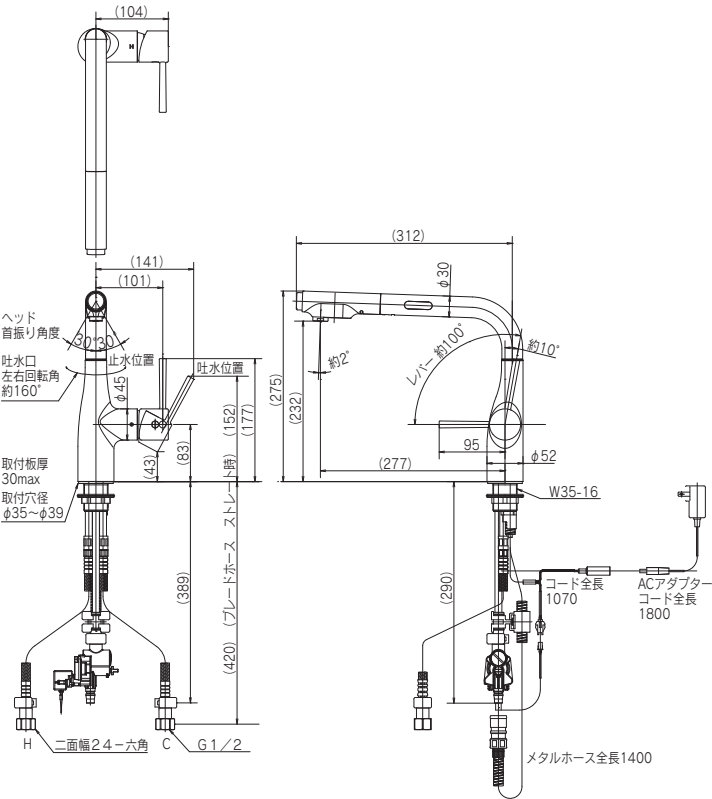 (104)
H
(141)
(101)
ヘッド
首振り角度
30°30°
吐水口
左右回転角
約160°
止水位置
吐水位置
φ45
(43)
(83)
(152)
(177)
取付板厚
30max
取付穴径
φ35～φ39
(389)
(420) (ブレードホース ストレート時)
H
二面幅24－六角
C
G1／2
(312)
φ30
(275)
(232)
約2°
レバー 約100°
約10°
95
(277)
φ52
W35-16
(290)
コード全長
1070
ACアダプター
コード全長
1800
メタルホース全長1400